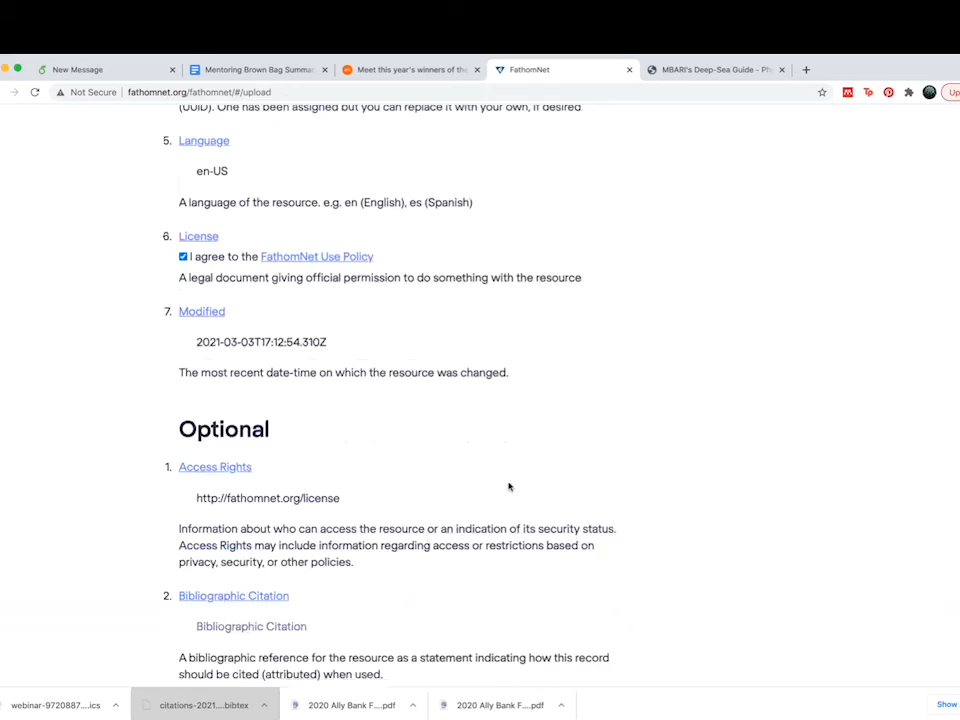 New Message
Mentoring Brown Bag Summar
Meet this year's winners of the
FathomNet
MBARI's Deep-Sea Guide - Ph
Not Secure
fathomnet.org/fathomnet/#/upload
Up
(UUID). One has been assigned but you can replace it with your own, if desired
5. Language
en-US
A language of the resource. e.g. en (English), es (Spanish)
6. License
I agree to the FathomNet Use Policy
A legal document giving official permission to do something with the resource
7. Modified
2021-03-03T17:12:54.310Z
The most recent date-time on which the resource was changed.
Optional
1. Access Rights
http://fathomnet.org/license
Information about who can access the resource or an indication of its security status.
Access Rights may include information regarding access or restrictions based on
privacy, security, or other policies.
2. Bibliographic Citation
Bibliographic Citation
A bibliographic reference for the resource as a statement indicating how this record
should be cited (attributed) when used.
webinar-9720887....ics
citations-2021....bibtex
2020 Ally Bank F....pdf
2020 Ally Bank F....pdf
Show